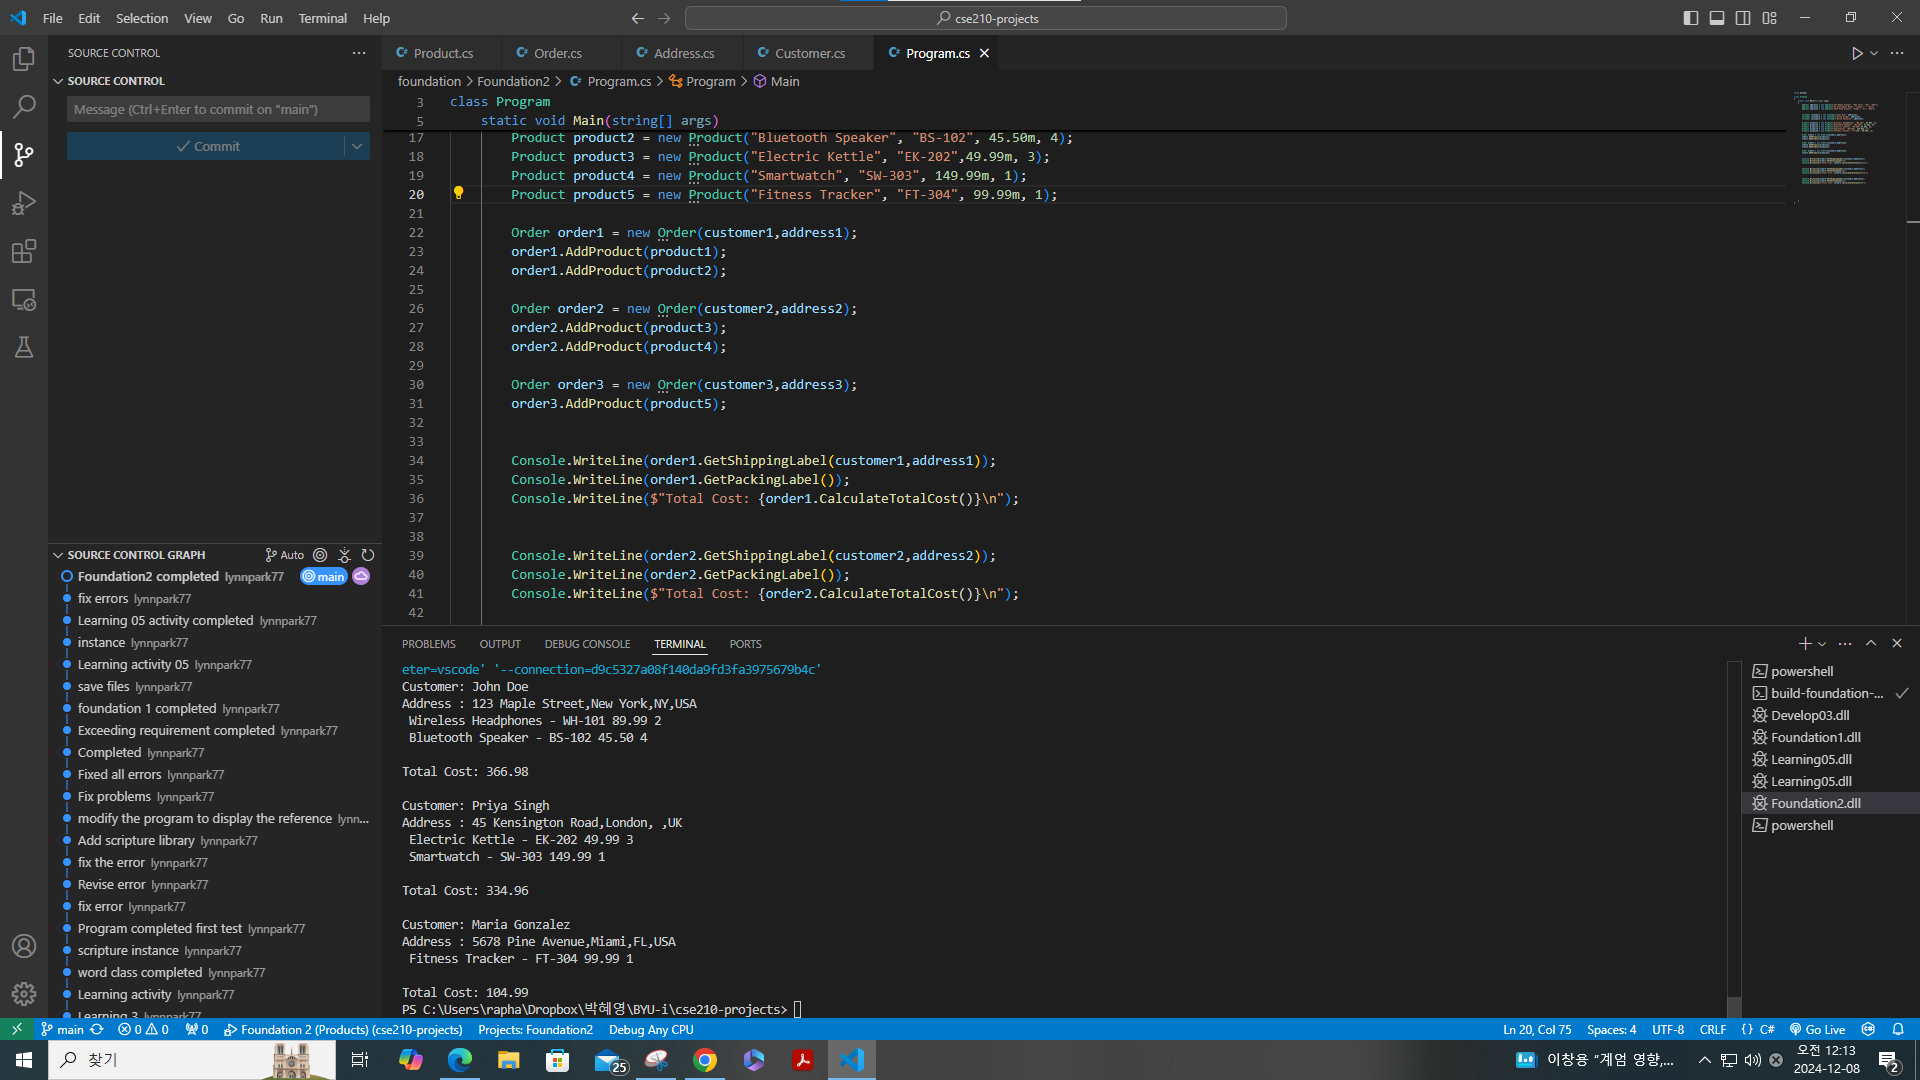 File Edit Selection View Go Run Terminal Help
cse210-projects
SOURCE CONTROL
SOURCE CONTROL
Message (Ctrl+Enter to commit on "main")
Commit
SOURCE CONTROL GRAPH
Auto
Foundation2 completed lynnpark77 main
fix errors lynnpark77
Learning 05 activity completed lynnpark77
instance lynnpark77
Learning activity 05 lynnpark77
save files lynnpark77
foundation 1 completed lynnpark77
Exceeding requirement completed lynnpark77
Completed lynnpark77
Fixed all errors lynnpark77
Fix problems lynnpark77
modify the program to display the reference lynn...
Add scripture library lynnpark77
fix the error lynnpark77
Revise error lynnpark77
fix error lynnpark77
Program completed first test lynnpark77
scripture instance lynnpark77
word class completed lynnpark77
Learning activity lynnpark77
Learning 3 lynnpark77
Product.cs Order.cs Address.cs Customer.cs Program.cs
foundation > Foundation2 > Program.cs > Program > Main
3 class Program
5 static void Main(string[] args)
17 Product product2 = new Product("Bluetooth Speaker", "BS-102", 45.50m, 4);
18 Product product3 = new Product("Electric Kettle", "EK-202",49.99m, 3);
19 Product product4 = new Product("Smartwatch", "SW-303", 149.99m, 1);
20 Product product5 = new Product("Fitness Tracker", "FT-304", 99.99m, 1);
21
22 Order order1 = new Order(customer1,address1);
23 order1.AddProduct(product1);
24 order1.AddProduct(product2);
25
26 Order order2 = new Order(customer2,address2);
27 order2.AddProduct(product3);
28 order2.AddProduct(product4);
29
30 Order order3 = new Order(customer3,address3);
31 order3.AddProduct(product5);
32
33
34 Console.WriteLine(order1.GetShippingLabel(customer1,address1));
35 Console.WriteLine(order1.GetPackingLabel());
36 Console.WriteLine($"Total Cost: {order1.CalculateTotalCost()}\n");
37
38
39 Console.WriteLine(order2.GetShippingLabel(customer2,address2));
40 Console.WriteLine(order2.GetPackingLabel());
41 Console.WriteLine($"Total Cost: {order2.CalculateTotalCost()}\n");
42
PROBLEMS OUTPUT DEBUG CONSOLE TERMINAL PORTS
eter=vscode' '--connection=d9c5327a08f140da9fd3fa3975679b4c'
Customer: John Doe
Address : 123 Maple Street,New York,NY,USA
Wireless Headphones - WH-101 89.99 2
Bluetooth Speaker - BS-102 45.50 4
Total Cost: 366.98
Customer: Priya Singh
Address : 45 Kensington Road,London, ,UK
Electric Kettle - EK-202 49.99 3
Smartwatch - SW-303 149.99 1
Total Cost: 334.96
Customer: Maria Gonzalez
Address : 5678 Pine Avenue,Miami,FL,USA
Fitness Tracker - FT-304 99.99 1
Total Cost: 104.99
PS C:\Users\rapha\Dropbox\박혜영\BYU-i\cse210-projects>
powershell
build-foundation-...
Develop03.dll
Foundation1.dll
Learning05.dll
Learning05.dll
Foundation2.dll
powershell
main 0 0 0 Foundation 2 (Products) (cse210-projects) Projects: Foundation2 Debug Any CPU
Ln 20, Col 75 Spaces: 4 UTF-8 CRLF {} C# Go Live
찾기
25
이창용 "계엄 영향,...
오전 12:13
2024-12-08
2